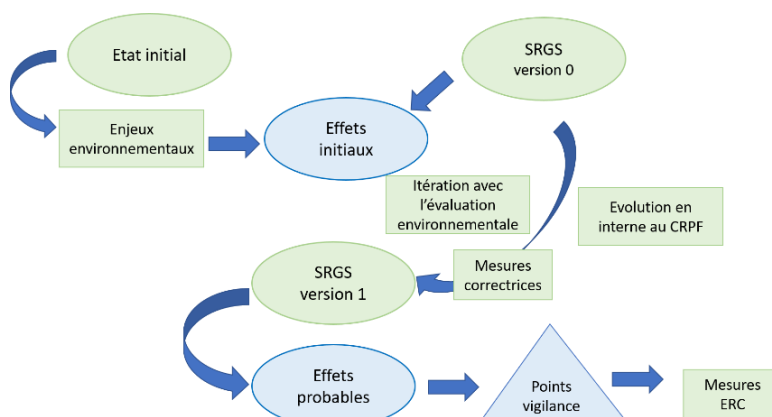 Etat initial
SRGS
version 0
Enjeux
environnementaux
Effets
initiaux
Itération avec
l'évaluation
environnementale
Evolution en
interne au CRPF
SRGS
version 1
Mesures
correctrices
Effets
probables
Points
vigilance
Mesures
ERC